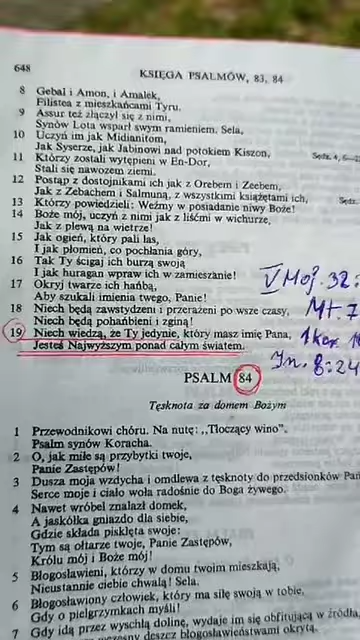 648
KSIĘGA PSALMÓW, 83, 84
8 Gebal i Amon, i Amalek,
Filistea z mieszkańcami Tyru.
9 Assur też złączył się z nimi,
Synów Lota wsparł swym ramieniem. Sela,
10 Uczyń im jak Midianitom,
Jak Syserze, jak Jabinowi nad potokiem Kiszon,
11 Którzy zostali wytępieni w En-Dor,
Stali się nawozem ziemi.
12 Postąp z dostojnikami ich jak z Orebem i Zeebem,
Jak z Zebachem i Salmuną, z wszystkimi książętami ich,
13 Którzy powiedzieli: Weźmy w posiadanie niwy Boże!
14 Boże mój, uczyń z nimi jak z liśćmi w wichurze,
Jak z plewą na wietrze!
15 Jak ogień, który pali las,
I jak płomień, co pochłania góry,
16 Tak Ty ścigaj ich burzą swoją
I jak huragan wpraw ich w zamieszanie!
17 Okryj twarze ich hańbą,
Aby szukali imienia twego, Panie!
18 Niech będą zawstydzeni i przerażeni po wsze czasy,
Niech będą pohańbieni i zginą!
19 Niech wiedzą, że Ty jedynie, który masz imię Pana,
Jesteś Najwyższym ponad całym światem.
V Moj. 32:
Mt. 7
1 Kor.
Jn. 8:24
PSALM 84
Tęsknota za domem Bożym
1 Przewodnikowi chóru. Na nutę: „Tłoczący wino”.
Psalm synów Koracha.
2 O, jak miłe są przybytki twoje,
Panie Zastępów!
3 Dusza moja wzdycha i omdlewa z tęsknoty do przedsionków
Serce moje i ciało woła radośnie do Boga żywego.
4 Nawet wróbel znalazł domek,
A jaskółka gniazdo dla siebie,
Gdzie składa pisklęta swoje:
Tym są ołtarze twoje, Panie Zastępów,
Królu mój i Boże mój!
5 Błogosławieni, którzy w domu twoim mieszkają,
Nieustannie ciebie chwalą! Sela.
6 Błogosławiony człowiek, który ma siłę swoją w tobie,
Gdy o pielgrzymkach myśli!
7 Gdy idą przez wyschłą dolinę, wydaje im się obfitującą w źródła,
wczesny deszcz błogosławieństwami okrytą.